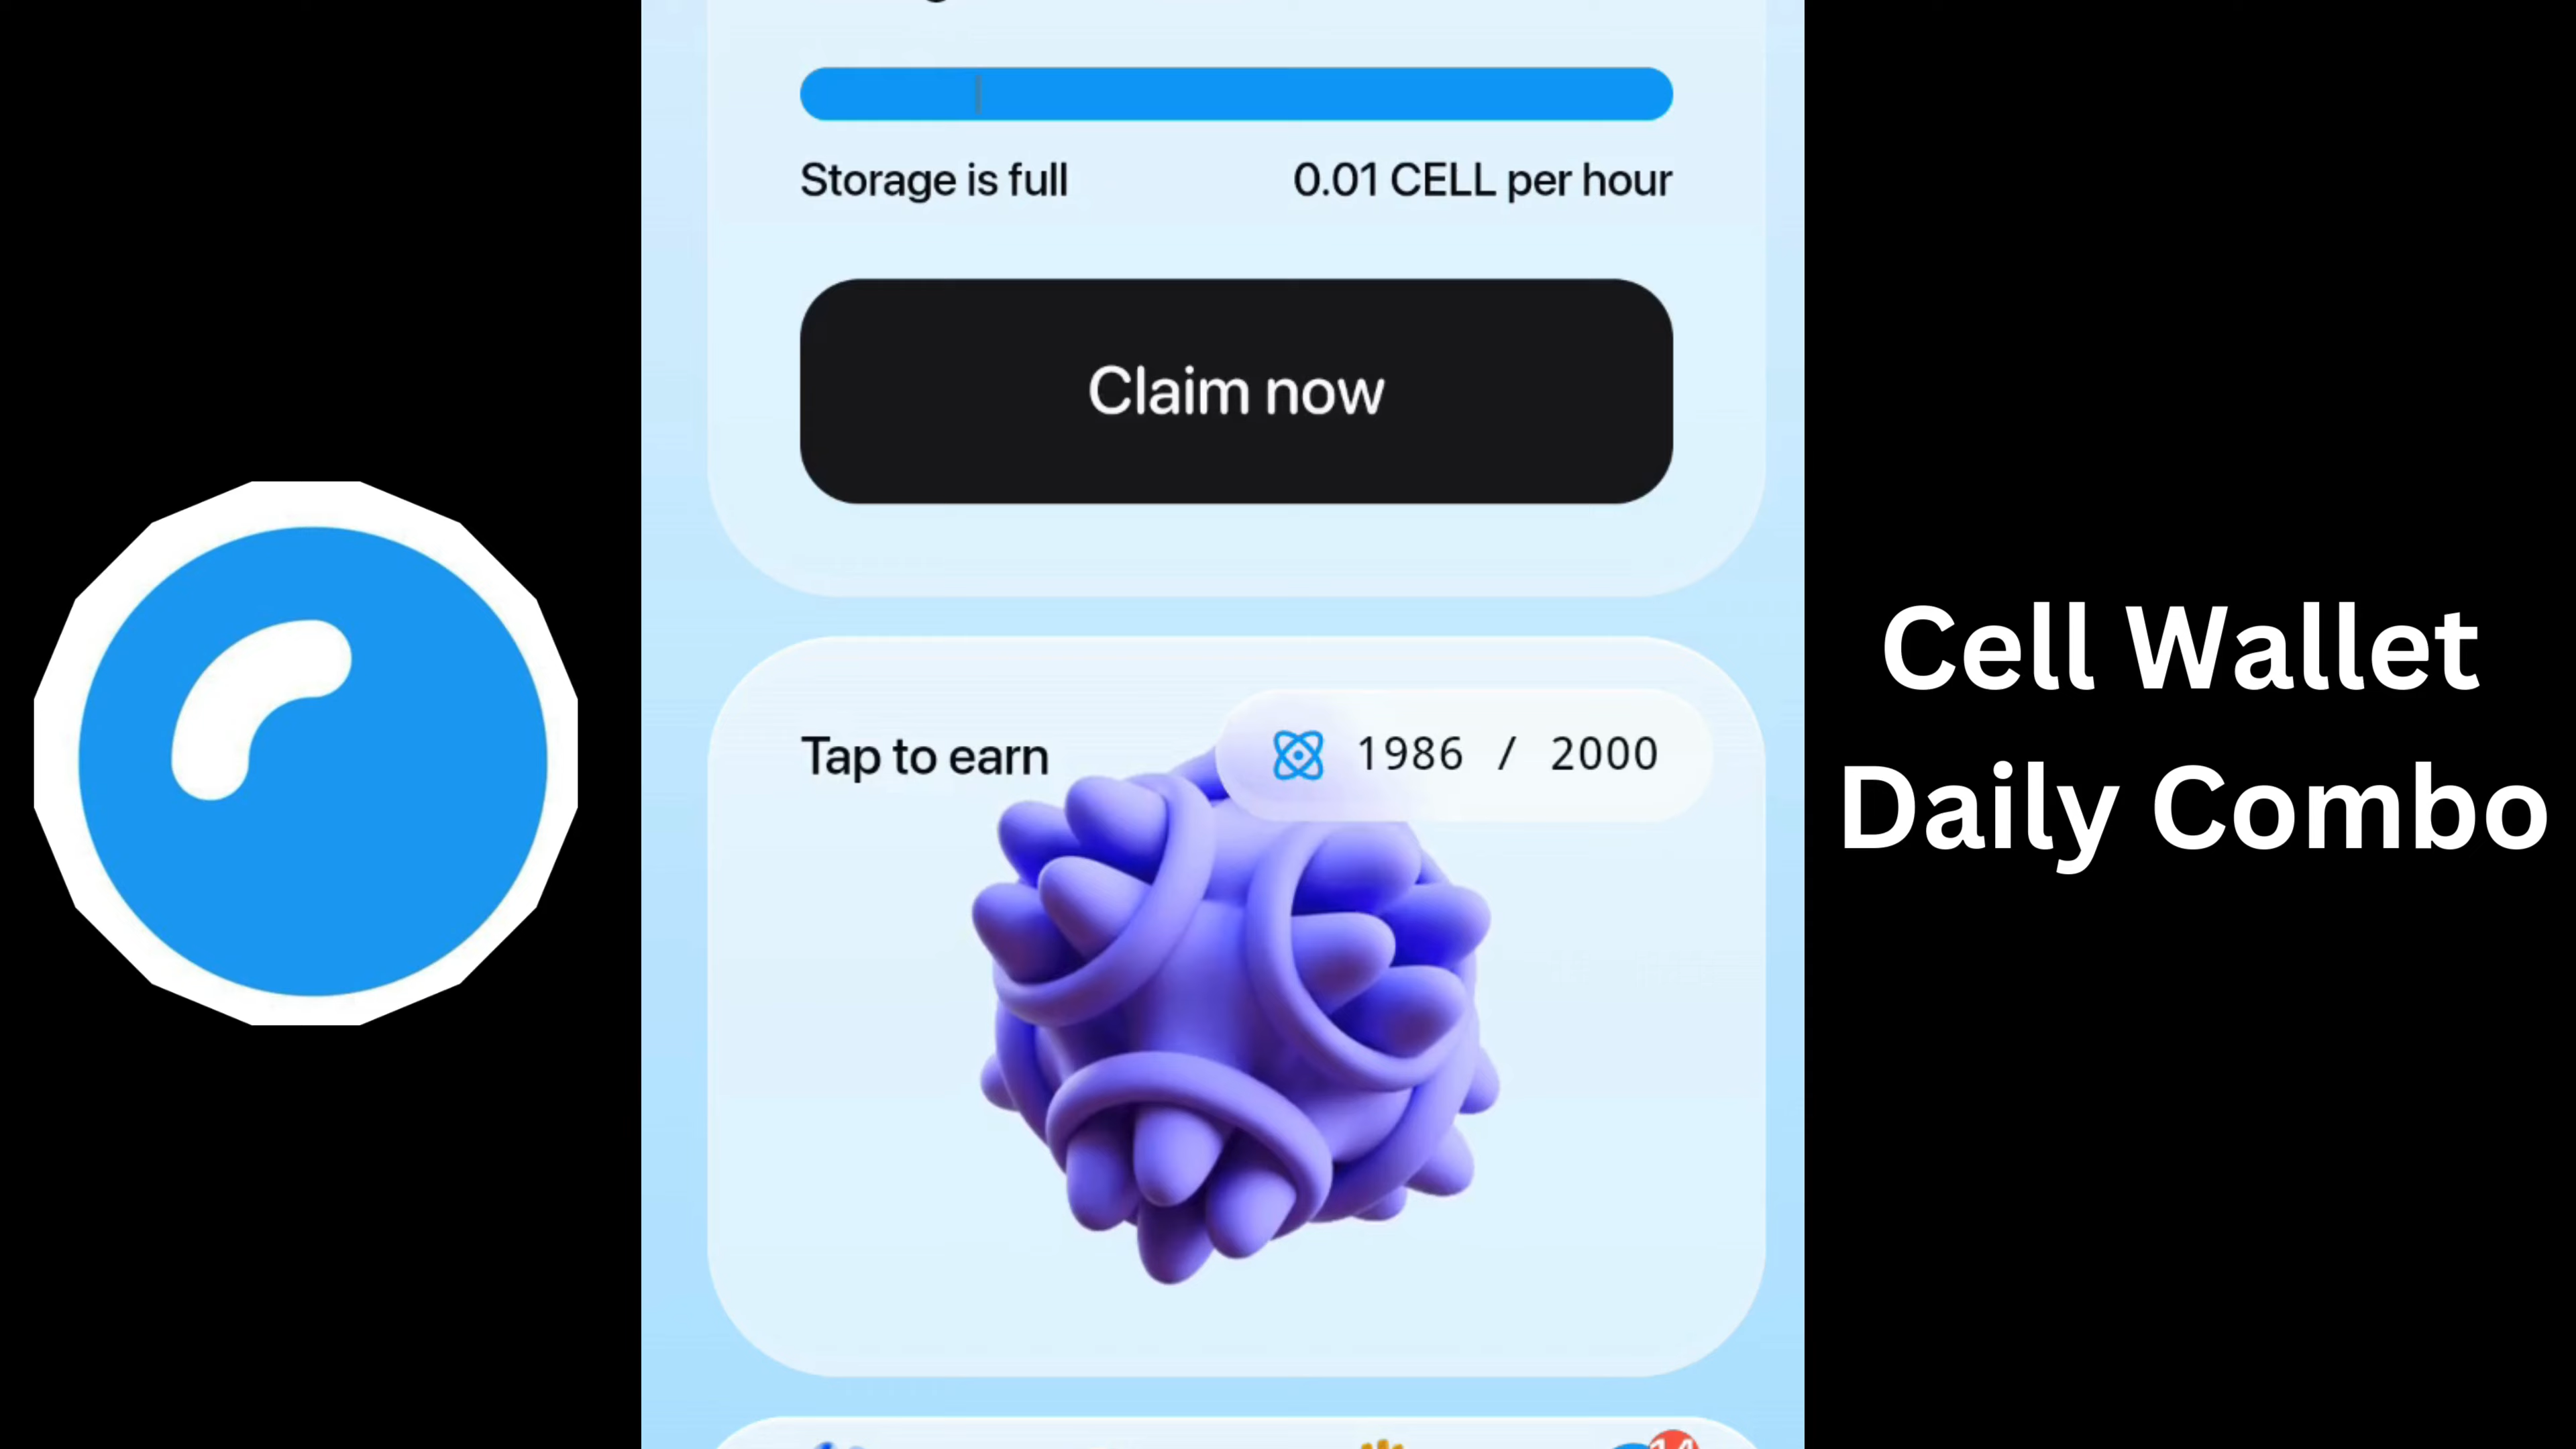 Storage is full
0.01 CELL per hour
Claim now
Tap to earn
1986 / 2000
Cell Wallet
Daily Combo